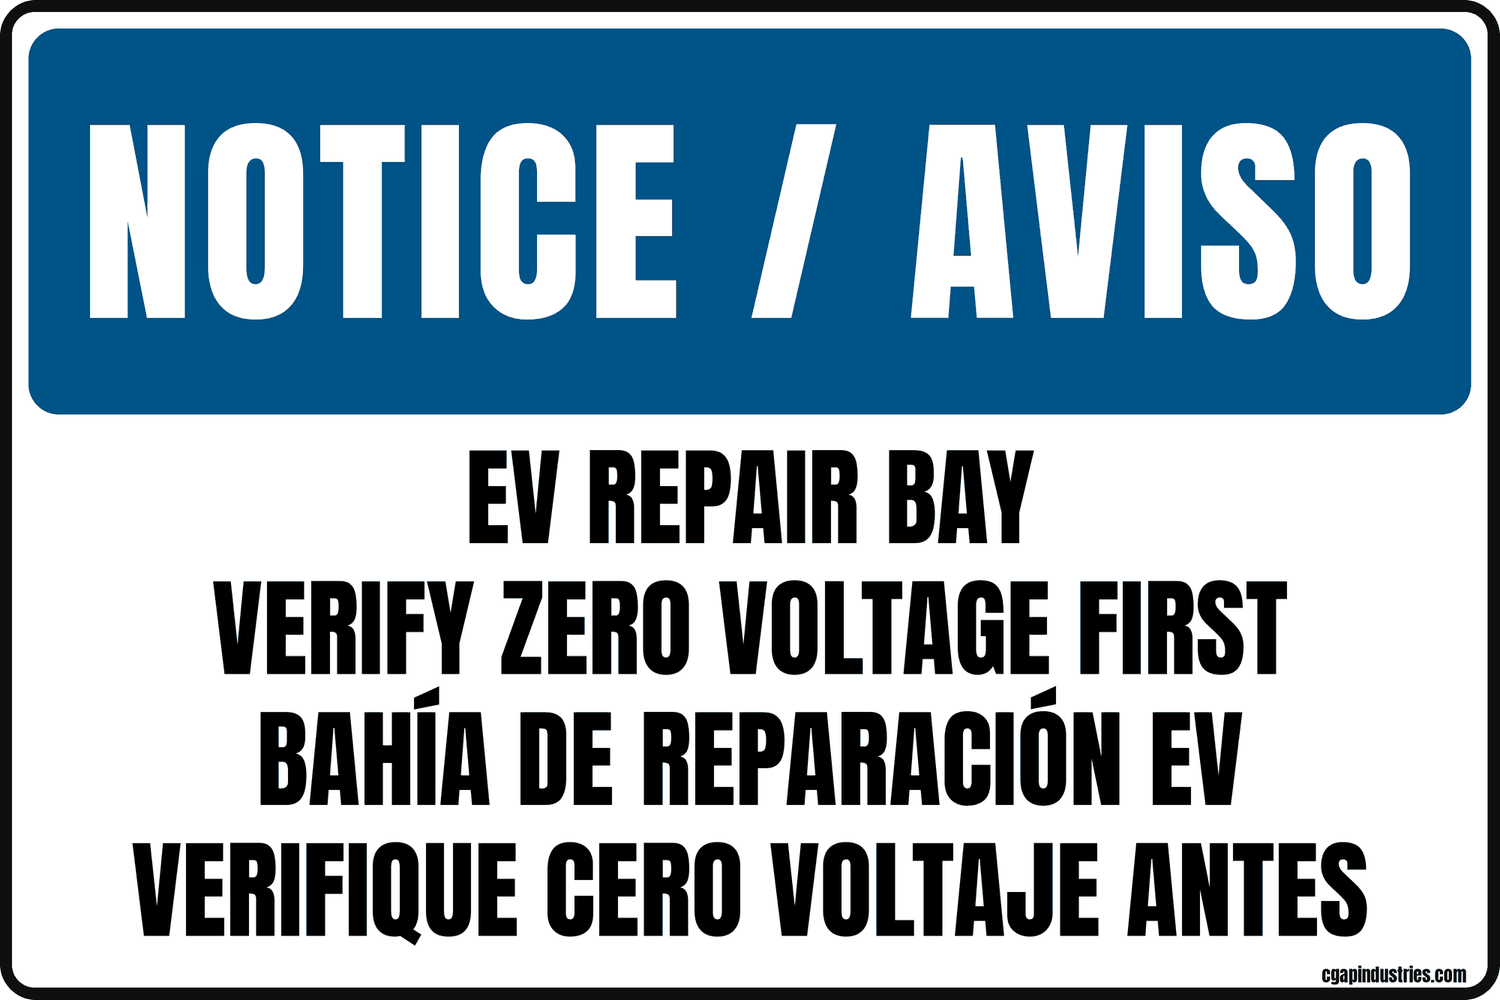 NOTICE / AVISO
EV REPAIR BAY
VERIFY ZERO VOLTAGE FIRST
BAHÍA DE REPARACIÓN EV
VERIFIQUE CERO VOLTAJE ANTES
cgapindustries.com